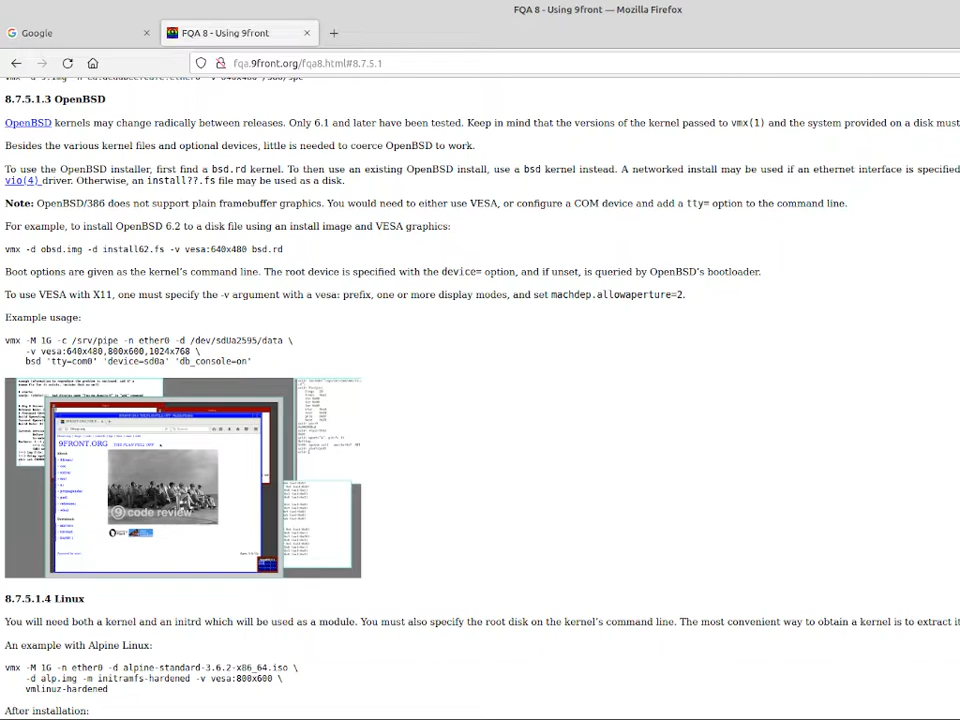 FQA 8 - Using 9front — Mozilla Firefox
Google
FQA 8 - Using 9front
fqa.9front.org/fqa8.html#8.7.5.1
8.7.5.1.3 OpenBSD
OpenBSD kernels may change radically between releases. Only 6.1 and later have been tested. Keep in mind that the versions of the kernel passed to vmx(1) and the system provided on a disk must
Besides the various kernel files and optional devices, little is needed to coerce OpenBSD to work.
To use the OpenBSD installer, first find a bsd.rd kernel. To then use an existing OpenBSD install, use a bsd kernel instead. A networked install may be used if an ethernet interface is specified
vio(4) driver. Otherwise, an install??.fs file may be used as a disk.
Note: OpenBSD/386 does not support plain framebuffer graphics. You would need to either use VESA, or configure a COM device and add a tty= option to the command line.
For example, to install OpenBSD 6.2 to a disk file using an install image and VESA graphics:
vmx -d obsd.img -d install62.fs -v vesa:640x480 bsd.rd
Boot options are given as the kernel’s command line. The root device is specified with the device= option, and if unset, is queried by OpenBSD’s bootloader.
To use VESA with X11, one must specify the -v argument with a vesa: prefix, one or more display modes, and set machdep.allowaperture=2.
Example usage:
vmx -M 1G -c /srv/pipe -n ether0 -d /dev/sdUa2595/data \
-v vesa:640x480,800x600,1024x768 \
bsd 'tty=com0' 'device=sd0a' 'db_console=on'
9FRONT.ORG THE PLAN FELL OFF
9 code review
8.7.5.1.4 Linux
You will need both a kernel and an initrd which will be used as a module. You must also specify the root disk on the kernel’s command line. The most convenient way to obtain a kernel is to extract it
An example with Alpine Linux:
vmx -M 1G -n ether0 -d alpine-standard-3.6.2-x86_64.iso \
-d alp.img -m initramfs-hardened -v vesa:800x600 \
vmlinuz-hardened
After installation: